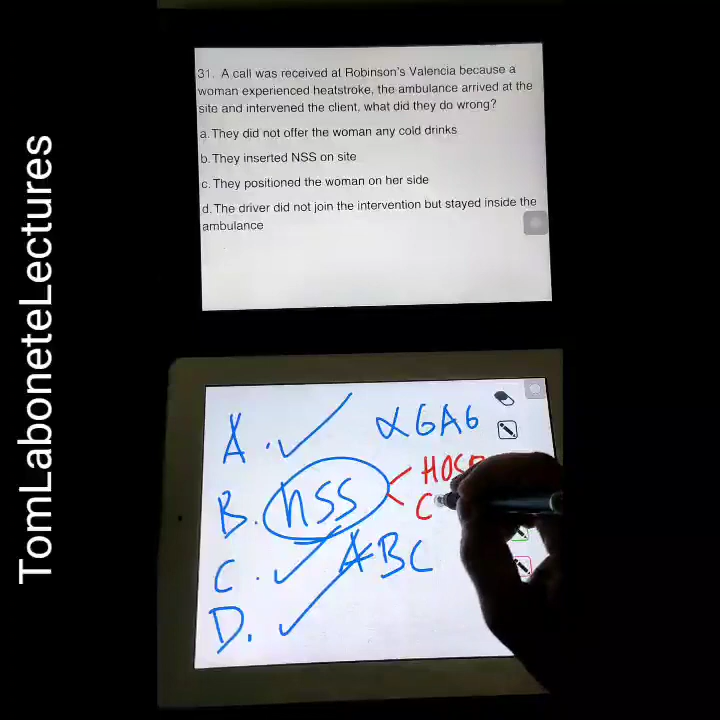 TomLaboneteLectures
31. A call was received at Robinson's Valencia because a
woman experienced heatstroke, the ambulance arrived at the
site and intervened the client, what did they do wrong?
a. They did not offer the woman any cold drinks
b. They inserted NSS on site
c. They positioned the woman on her side
d. The driver did not join the intervention but stayed inside the
ambulance
A.
B. NSS
C. ABC
D.
C